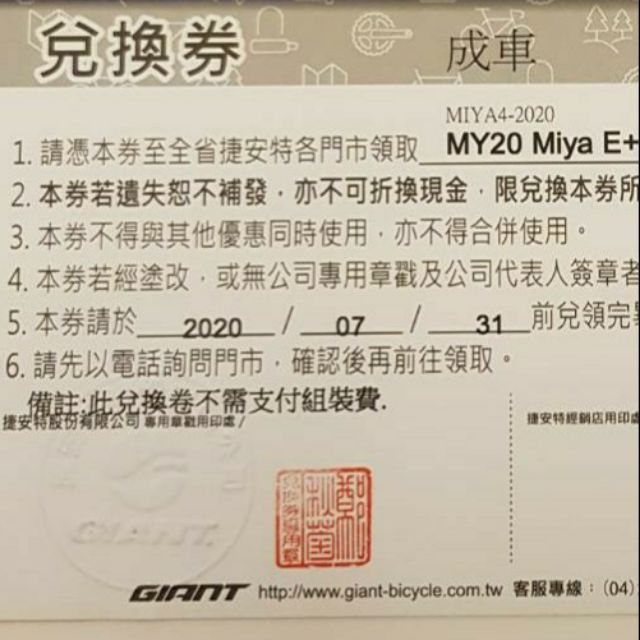 兌換券 成車
MIYA4-2020
1. 請憑本券至全省捷安特各門市領取 MY20 Miya E+
2. 本券若遺失恕不補發，亦不可折換現金，限兌換本券所
3. 本券不得與其他優惠同時使用，亦不得合併使用。
4. 本券若經塗改，或無公司專用章戳及公司代表人簽章者
5. 本券請於 2020 / 07 / 31 前兌領完
6. 請先以電話詢問門市，確認後再前往領取。
備註:此兌換卷不需支付組裝費.
捷安特股份有限公司 專用章戳用印處/
捷安特經銷店用印處
GIANT
GIANT http://www.giant-bicycle.com.tw 客服專線：(04)